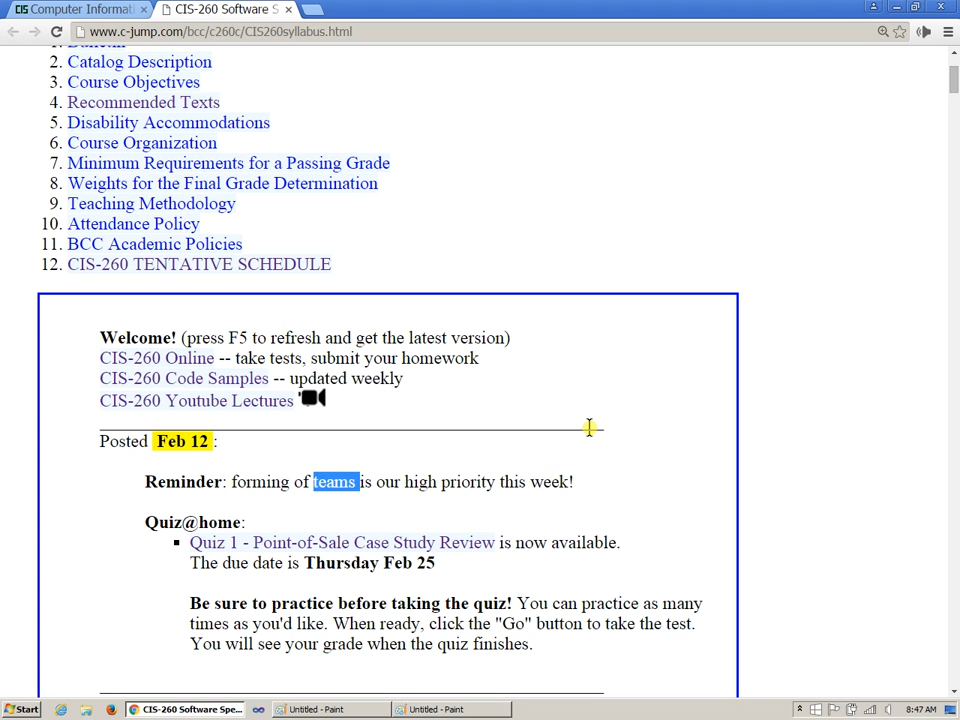 CIS Computer Informati
CIS-260 Software S
www.c-jump.com/bcc/c260c/CIS260syllabus.html
1. Bulletin
2. Catalog Description
3. Course Objectives
4. Recommended Texts
5. Disability Accommodations
6. Course Organization
7. Minimum Requirements for a Passing Grade
8. Weights for the Final Grade Determination
9. Teaching Methodology
10. Attendance Policy
11. BCC Academic Policies
12. CIS-260 TENTATIVE SCHEDULE
Welcome! (press F5 to refresh and get the latest version)
CIS-260 Online -- take tests, submit your homework
CIS-260 Code Samples -- updated weekly
CIS-260 Youtube Lectures
Posted Feb 12 :
Reminder: forming of teams is our high priority this week!
Quiz@home:
Quiz 1 - Point-of-Sale Case Study Review is now available.
The due date is Thursday Feb 25
Be sure to practice before taking the quiz! You can practice as many
times as you'd like. When ready, click the "Go" button to take the test.
You will see your grade when the quiz finishes.
Start
CIS-260 Software Spe...
Untitled - Paint
Untitled - Paint
8:47 AM